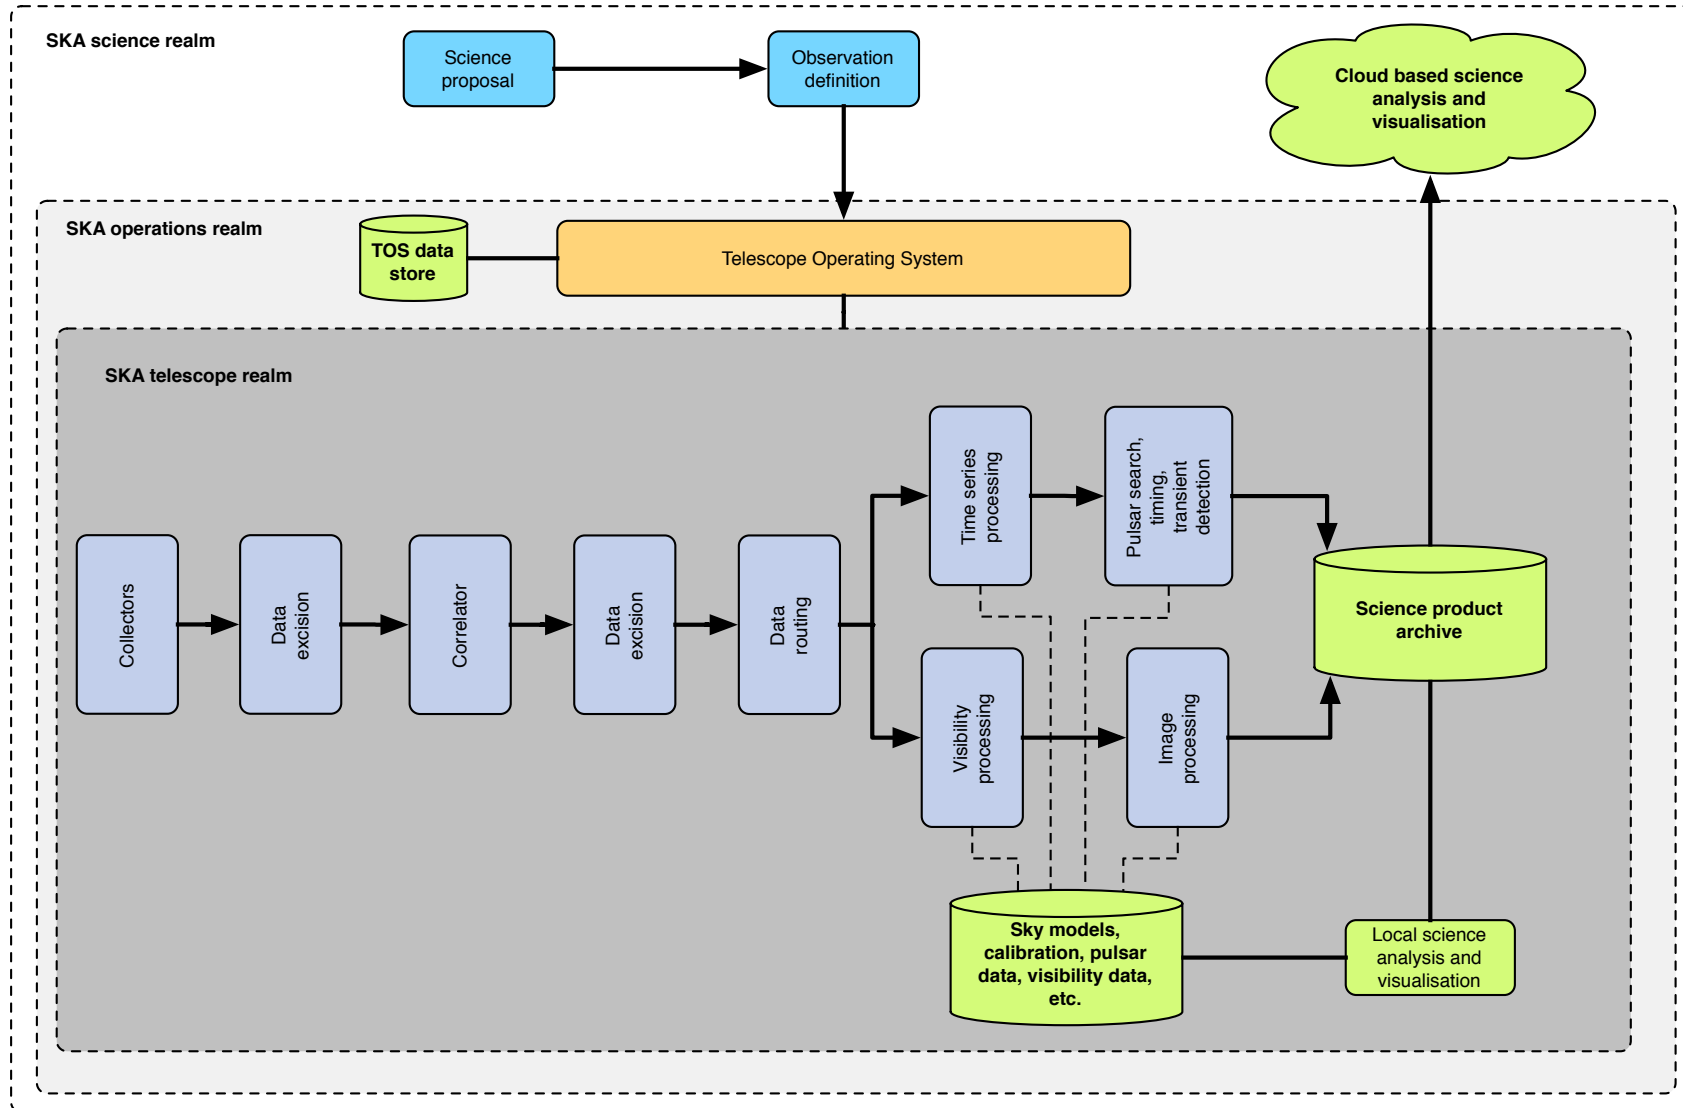 SKA science realm
Science
proposal
Observation
definition
Cloud based science
analysis and
visualisation
SKA operations realm
TOS data
store
Telescope Operating System
SKA telescope realm
Collectors
Data
excision
Correlator
Data
excision
Data
routing
Time series
processing
Pulsar search,
timing,
transient
detection
Visibility
processing
Image
processing
Science product
archive
Sky models,
calibration, pulsar
data, visibility data,
etc.
Local science
analysis and
visualisation